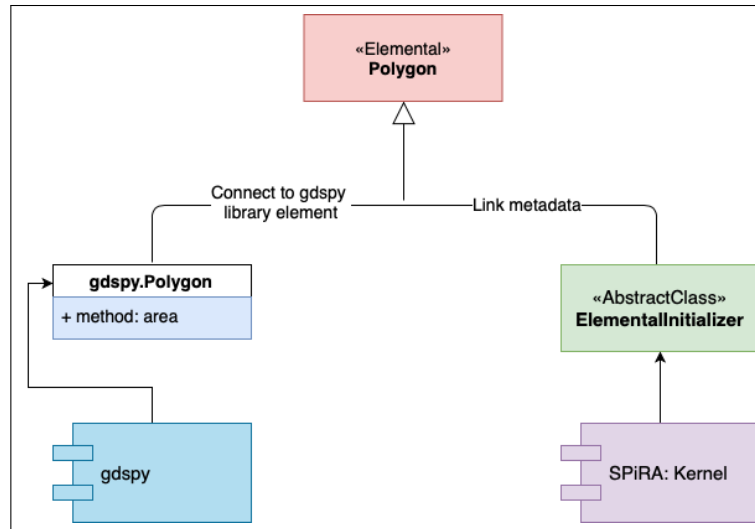 «Elemental»
Polygon
Connect to gdspy
library element
Link metadata
gdspy.Polygon
+ method: area
«AbstractClass»
ElementalInitializer
gdspy
SPiRA: Kernel